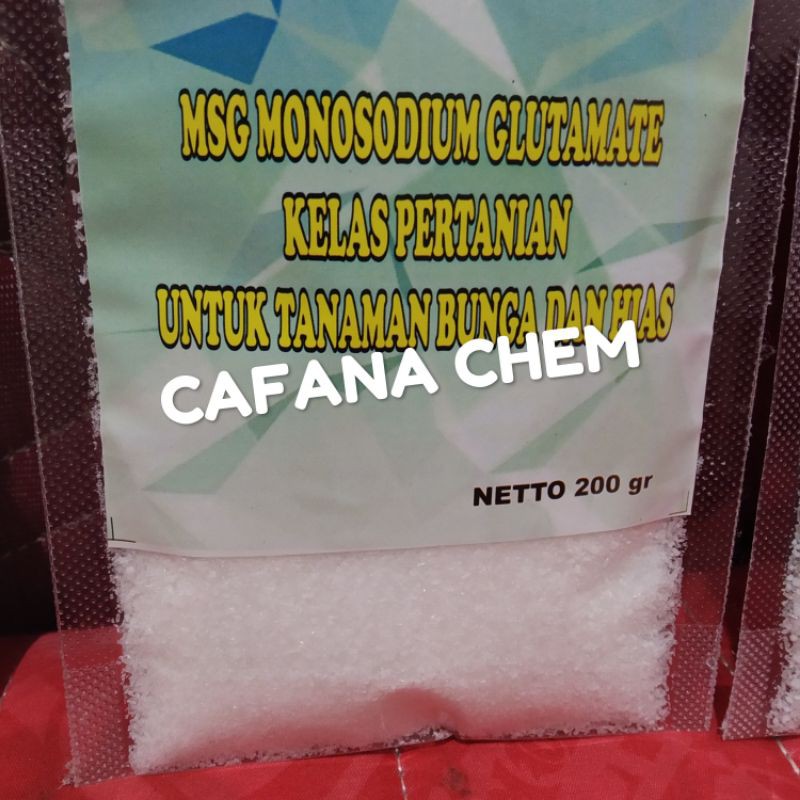 MSG MONOSODIUM GLUTAMATE
KELAS PERTANIAN
UNTUK TANAMAN BUNGA DAN HIAS
CAFANA CHEM
NETTO 200 gr